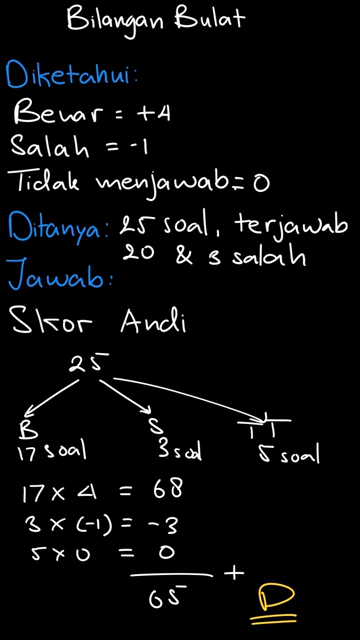 Bilangan Bulat
Diketahui:
Benar = +4
Salah = -1
Tidak menjawab = 0
Ditanya: 25 soal, terjawab
20 & 3 salah
Jawab:
Skor Andi
25
B S TJ
17 soal 3 soal 5 soal
17 x 4 = 68
3 x (-1) = -3
5 x 0 = 0
+
65
D